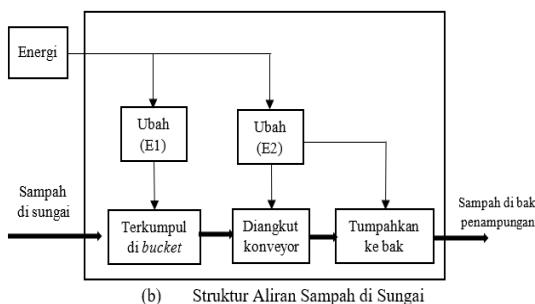 Energi
Ubah
(E1)
Ubah
(E2)
Sampah
di sungai
Terkumpul
di bucket
Diangkut
konveyor
Tumpahkan
ke bak
Sampah di bak
penampungan
(b) Struktur Aliran Sampah di Sungai